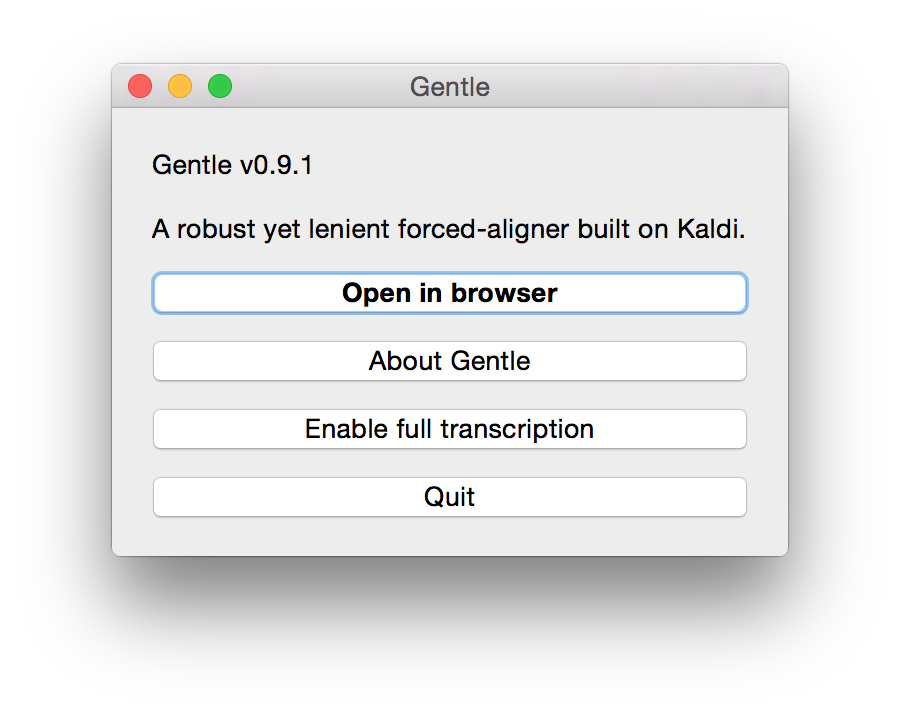 Gentle
Gentle v0.9.1
A robust yet lenient forced-aligner built on Kaldi.
Open in browser
About Gentle
Enable full transcription
Quit